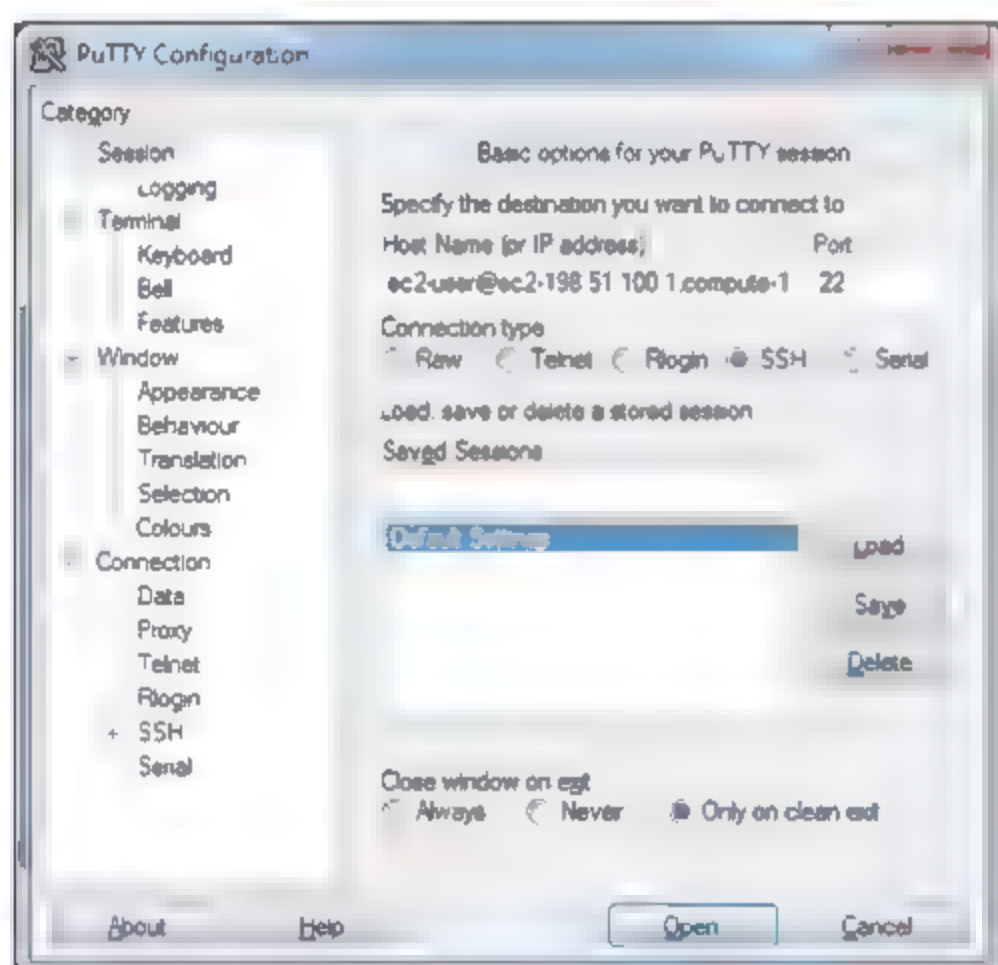 PuTTY Configuration
Category
Session
Logging
Terminal
Keyboard
Bell
Features
Window
Appearance
Behaviour
Translation
Selection
Colours
Connection
Data
Proxy
Telnet
Rlogin
+ SSH
Serial
Basic options for your PuTTY session
Specify the destination you want to connect to
Host Name (or IP address) Port
ec2-user@ec2-198 51 100 1.compute-1 22
Connection type
Raw Telnet Rlogin SSH Serial
Load, save or delete a stored session
Saved Sessions
Default Settings
Load
Save
Delete
Close window on exit
Always Never Only on clean exit
About Help Open Cancel